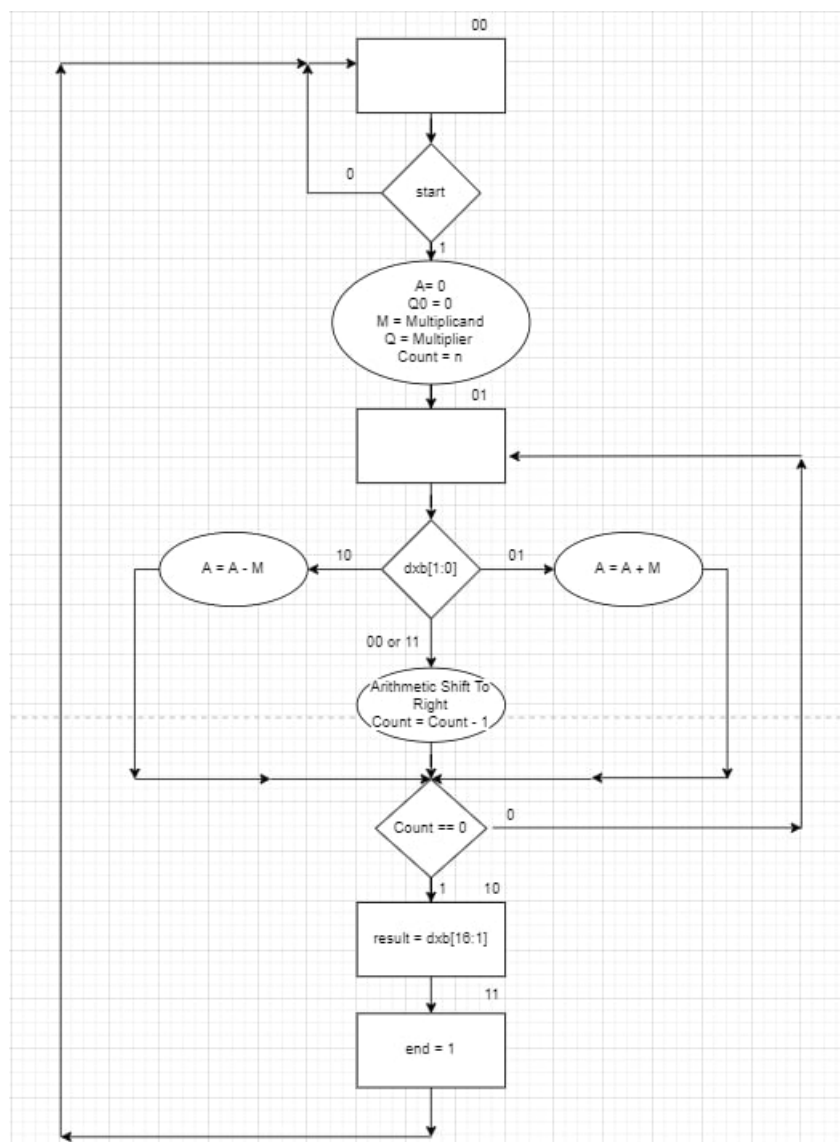 00
0
start
1
A= 0
Q0 = 0
M = Multiplicand
Q = Multiplier
Count = n
01
A = A - M
10
dxb[1:0]
01
A = A + M
00 or 11
Arithmetic Shift To
Right
Count = Count - 1
Count == 0
0
1
10
result = dxb[16:1]
11
end = 1